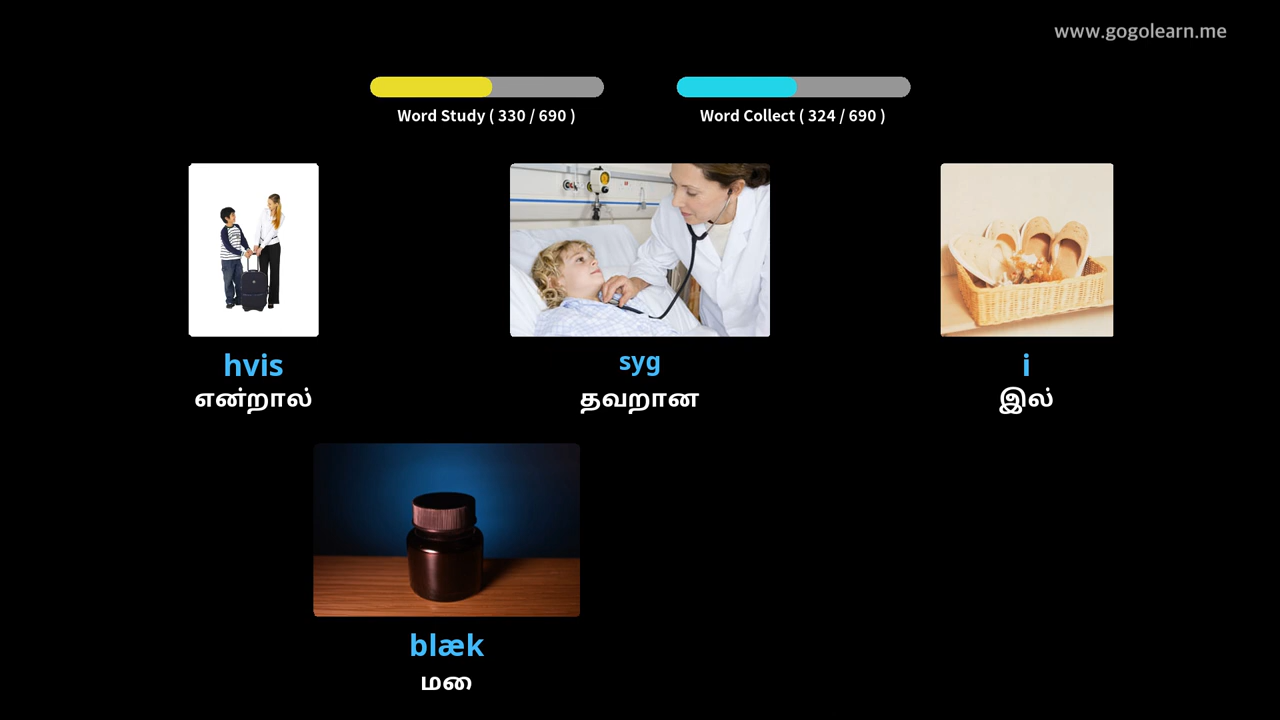 www.gogolearn.me
Word Study ( 330 / 690 )
Word Collect ( 324 / 690 )
hvis
என்றால்
syg
தவறான
i
இல்
blæk
மை